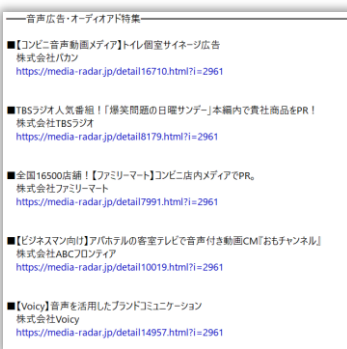 ――音声広告・オーディオアド特集――
■【コンビニ音声動画メディア】トイレ個室サイネージ広告
株式会社バカン
https://media-radar.jp/detail16710.html?i=2961
■TBSラジオ人気番組！「爆笑問題の日曜サンデー」本編内で貴社商品をPR！
株式会社TBSラジオ
https://media-radar.jp/detail8179.html?i=2961
■全国16500店舗！【ファミリーマート】コンビニ店内メディアでPR。
株式会社ファミリーマート
https://media-radar.jp/detail7991.html?i=2961
■【ビジネスマン向け】アパホテルの客室テレビで音声付き動画CM『おもチャンネル』
株式会社ABCフロンティア
https://media-radar.jp/detail10019.html?i=2961
■【Voicy】音声を活用したブランドコミュニケーション
株式会社Voicy
https://media-radar.jp/detail14957.html?i=2961